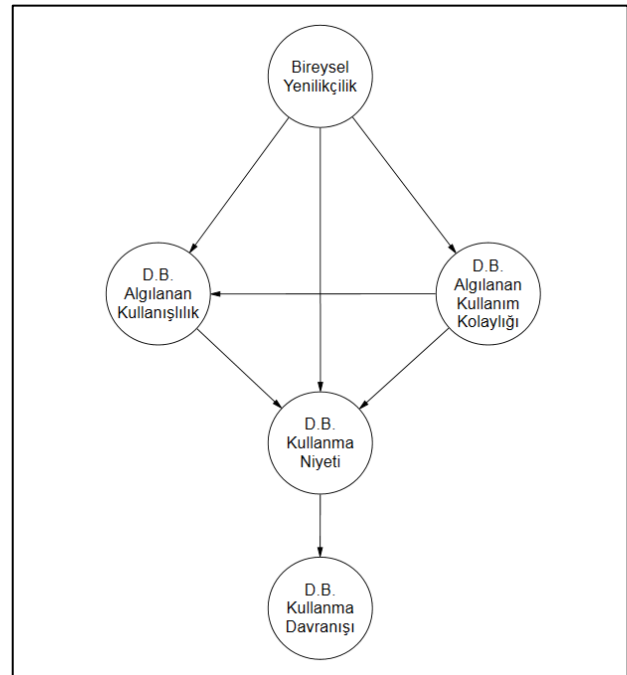 Bireysel
Yenilikçilik
D.B.
Algılanan
Kullanışlılık
D.B.
Algılanan
Kullanım
Kolaylığı
D.B.
Kullanma
Niyeti
D.B.
Kullanma
Davranışı